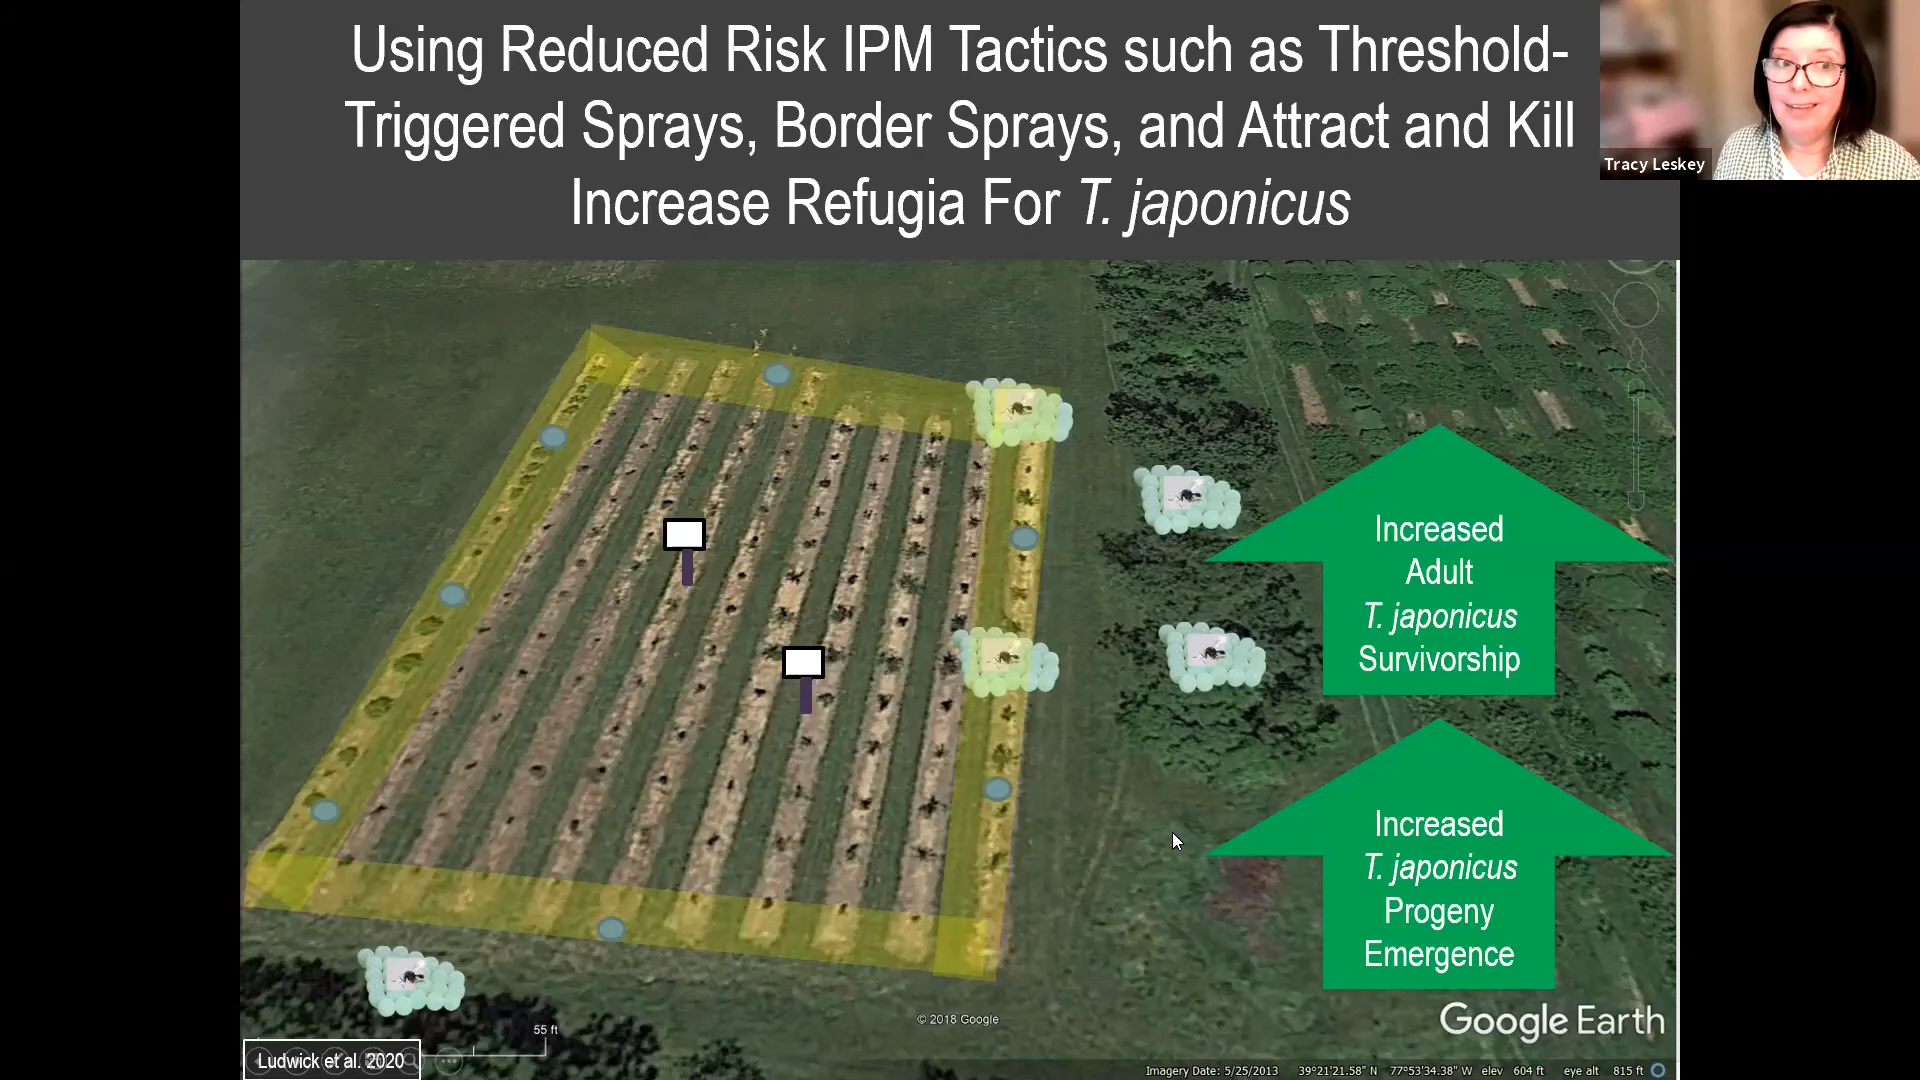 Using Reduced Risk IPM Tactics such as Threshold-
Triggered Sprays, Border Sprays, and Attract and Kill
Increase Refugia For T. japonicus
Tracy Leskey
Increased
Adult
T. japonicus
Survivorship
Increased
T. japonicus
Progeny
Emergence
Google Earth
© 2018 Google
55 ft
Ludwick et al. 2020
Imagery Date: 5/25/2013 39°21'21.58" N 77°53'34.38" W elev 604 ft eye alt 815 ft